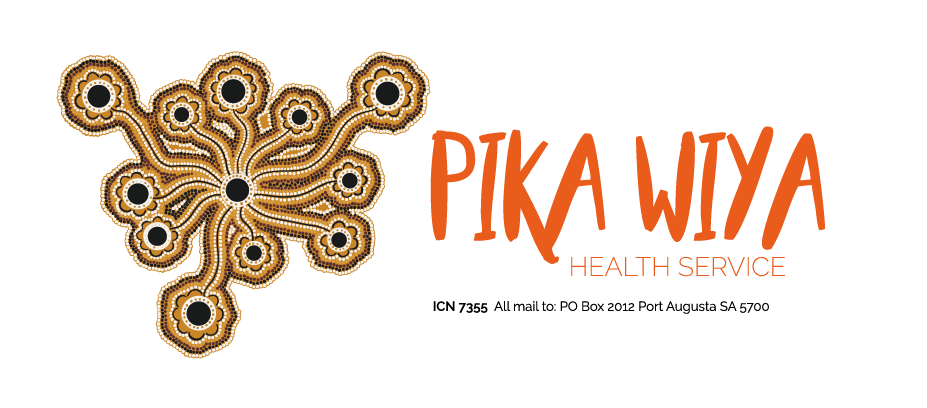 PIKA WIYA
HEALTH SERVICE
ICN 7355 All mail to: PO Box 2012 Port Augusta SA 5700